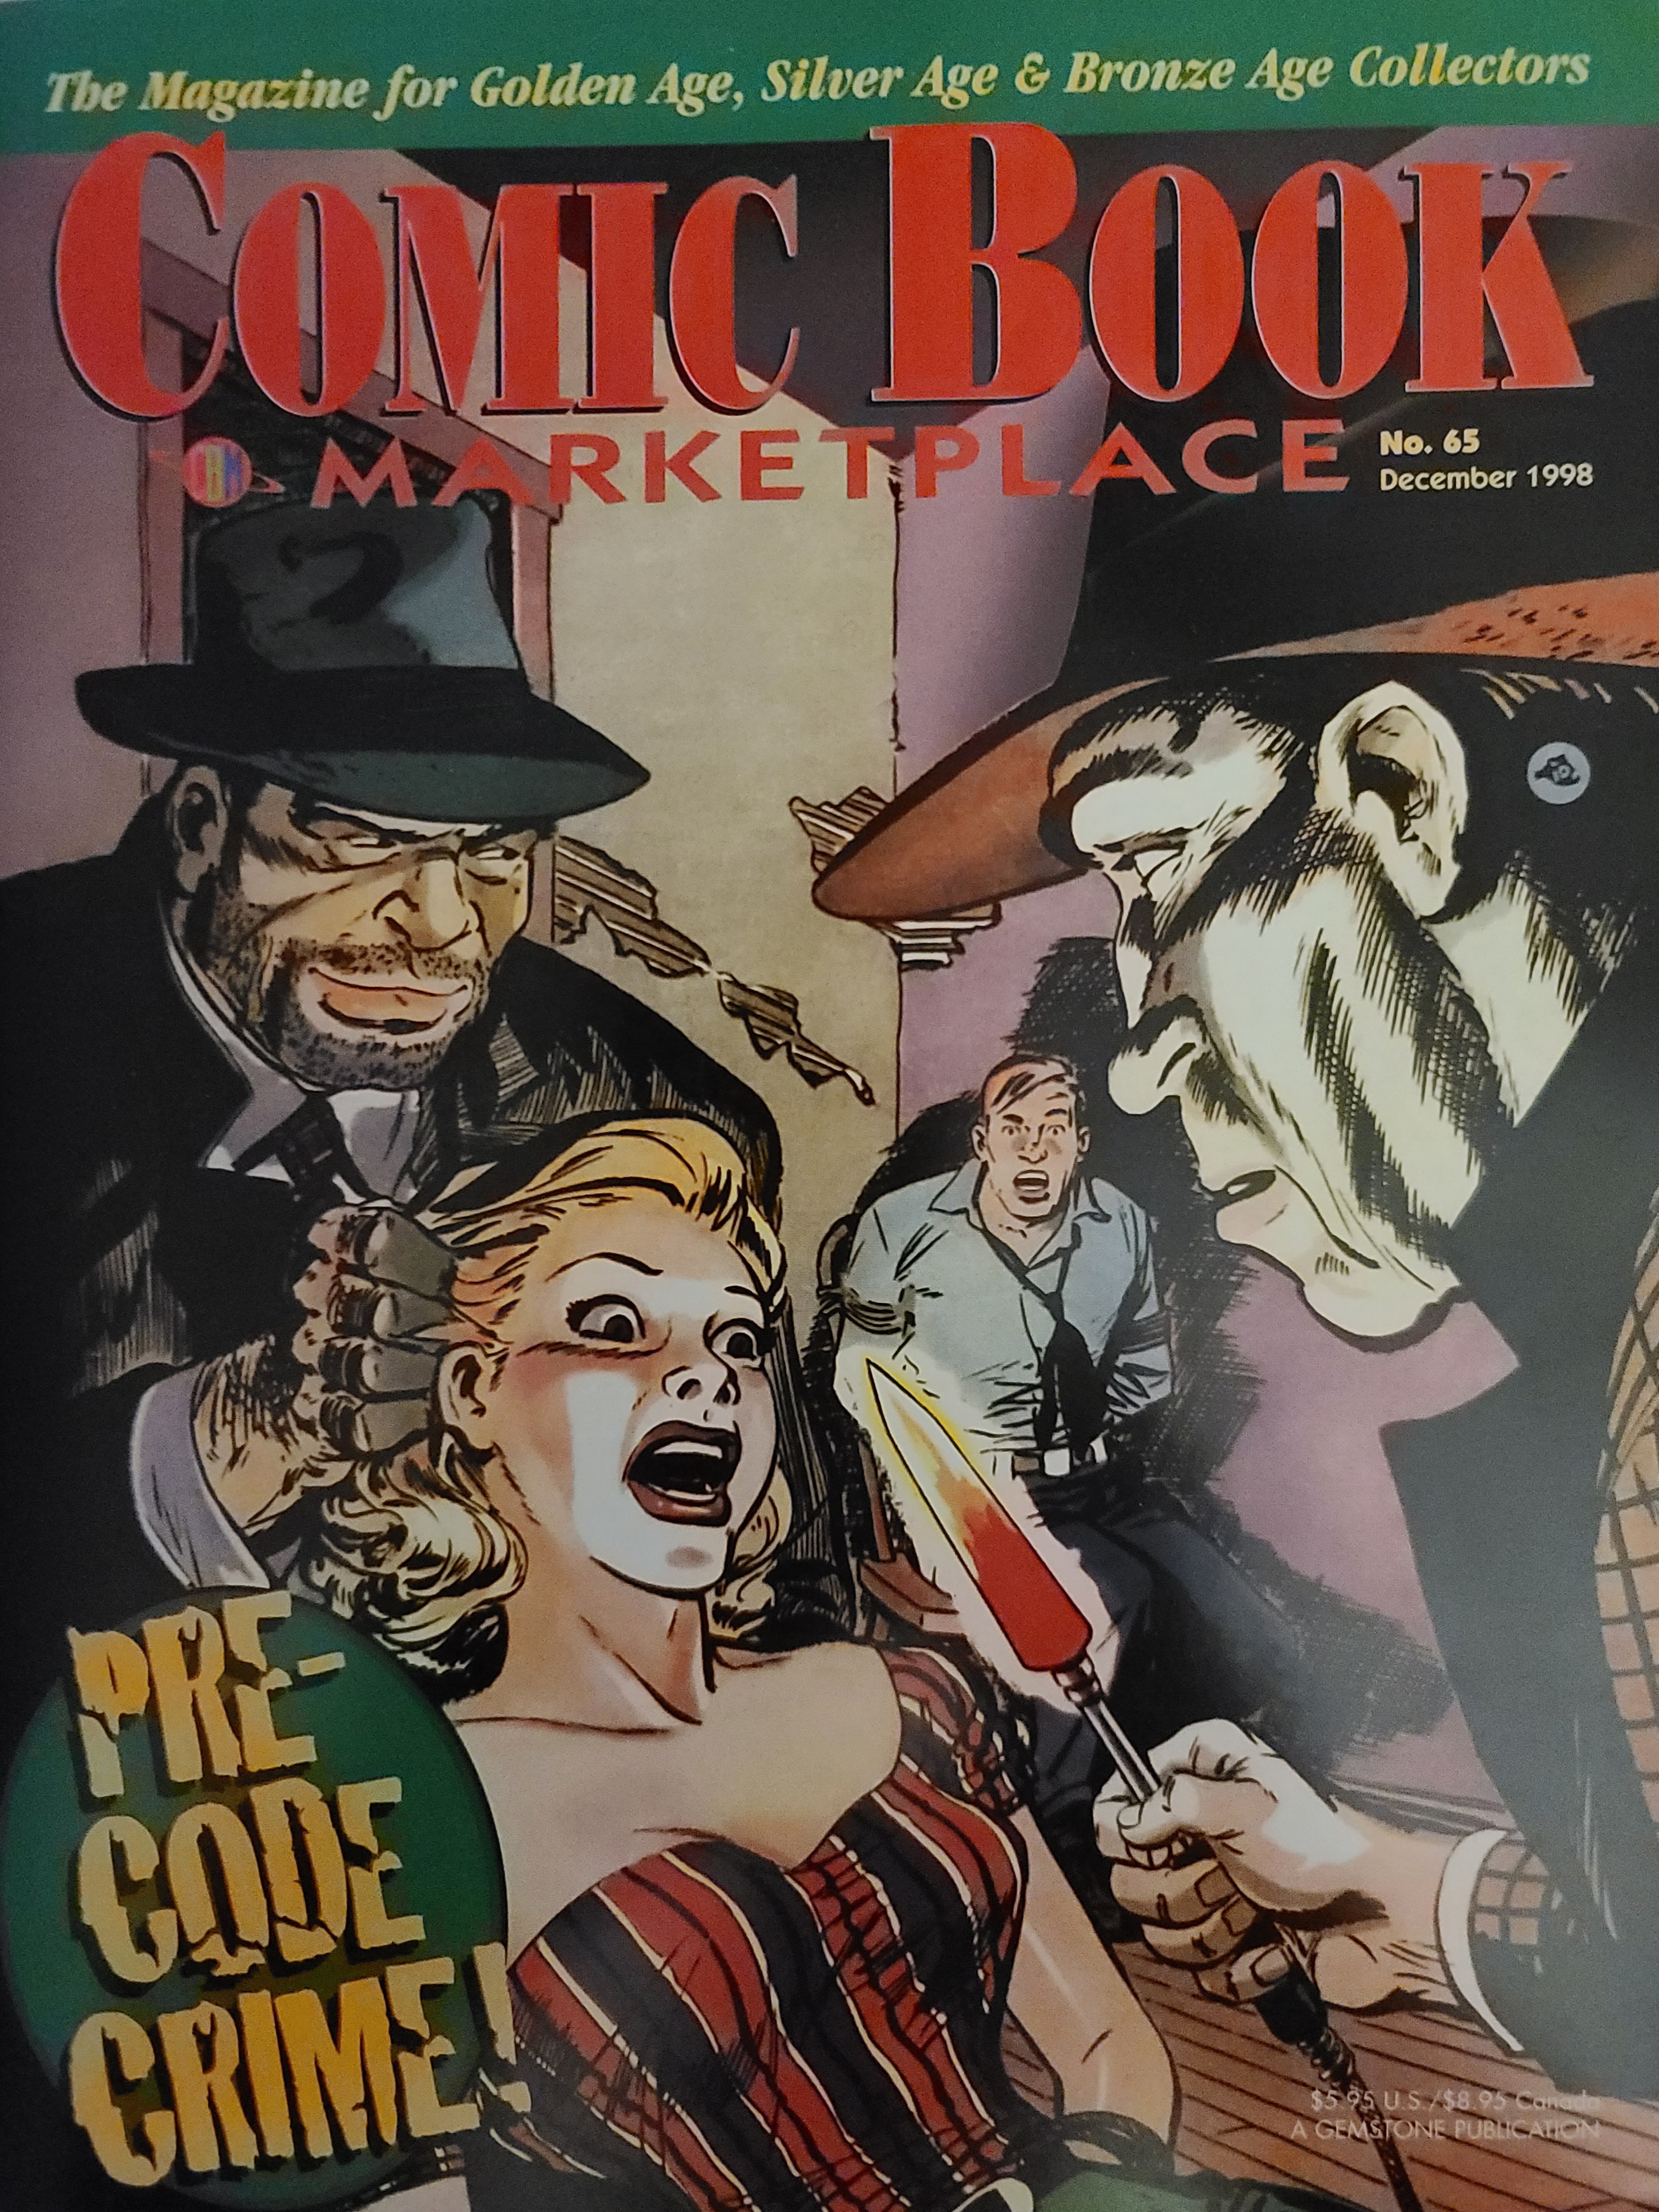 The Magazine for Golden Age, Silver Age & Bronze Age Collectors
COMIC BOOK
CBM
MARKETPLACE
No. 65
December 1998
PRE-
CODE
CRIME!
$5.95 U.S./$8.95 Canada
A GEMSTONE PUBLICATION